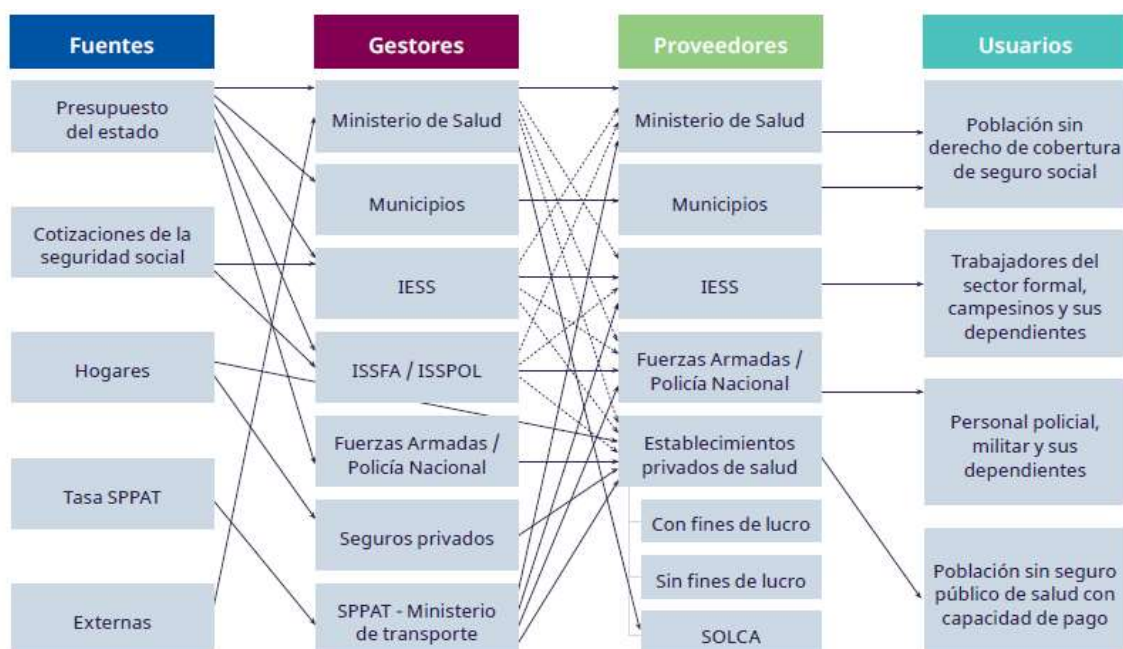 Fuentes
Presupuesto
del estado
Cotizaciones de la
seguridad social
Hogares
Tasa SPPAT
Externas
Gestores
Ministerio de Salud
Municipios
IESS
ISSFA / ISSPOL
Fuerzas Armadas /
Policía Nacional
Seguros privados
SPPAT - Ministerio
de transporte
Proveedores
Ministerio de Salud
Municipios
IESS
Fuerzas Armadas /
Policía Nacional
Establecimientos
privados de salud
Con fines de lucro
Sin fines de lucro
SOLCA
Usuarios
Población sin
derecho de cobertura
de seguro social
Trabajadores del
sector formal,
campesinos y sus
dependientes
Personal policial,
militar y sus
dependientes
Población sin seguro
público de salud con
capacidad de pago